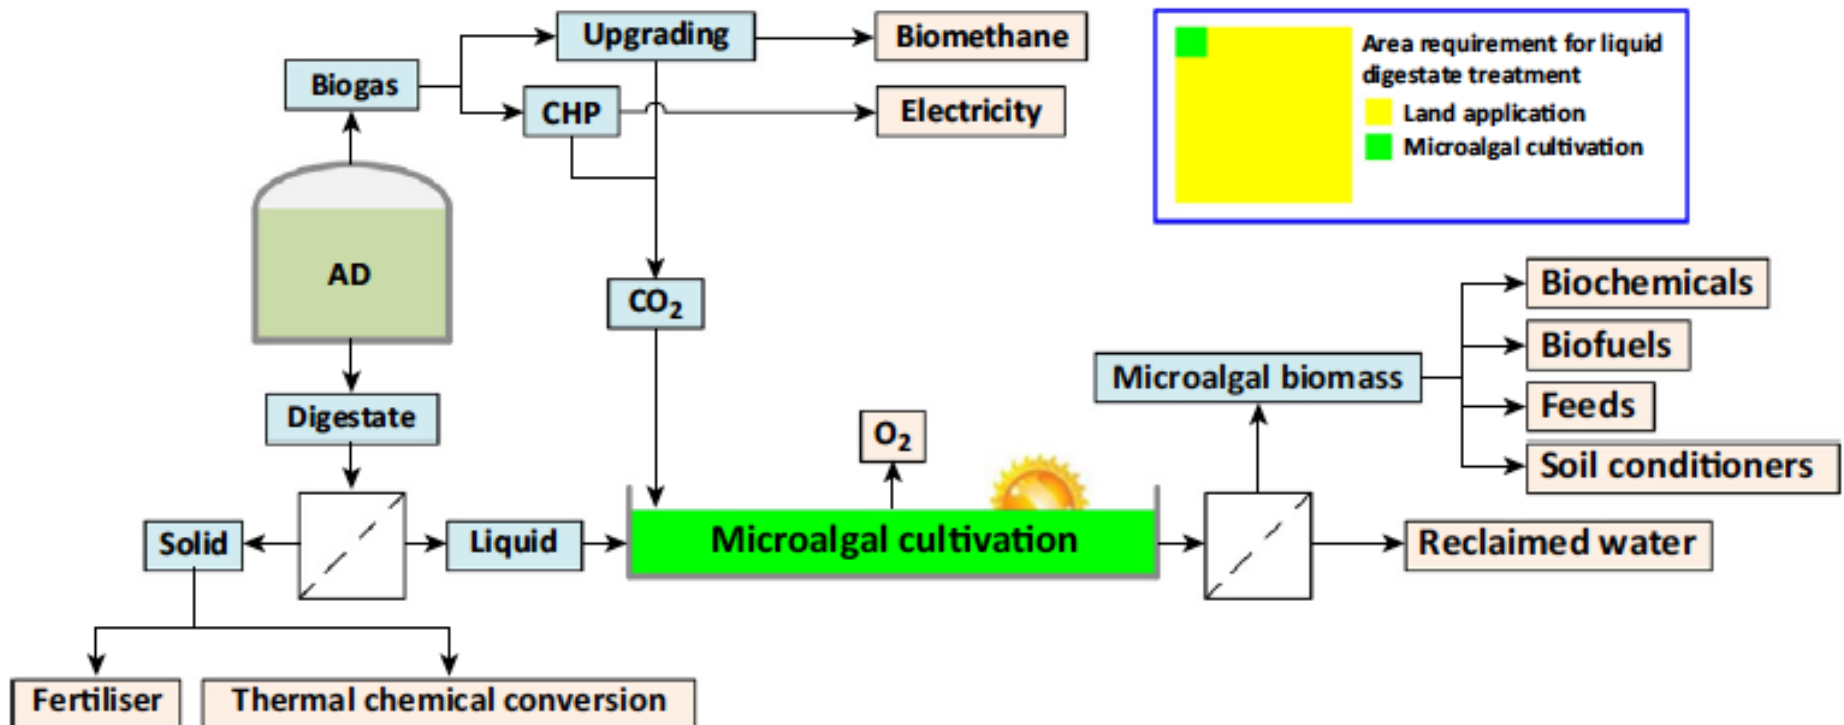 Upgrading
Biomethane
Biogas
CHP
Electricity
Area requirement for liquid
digestate treatment
Land application
Microalgal cultivation
AD
CO₂
Biochemicals
Biofuels
Microalgal biomass
Feeds
Digestate
O₂
Soil conditioners
Solid
Liquid
Microalgal cultivation
Reclaimed water
Fertiliser
Thermal chemical conversion